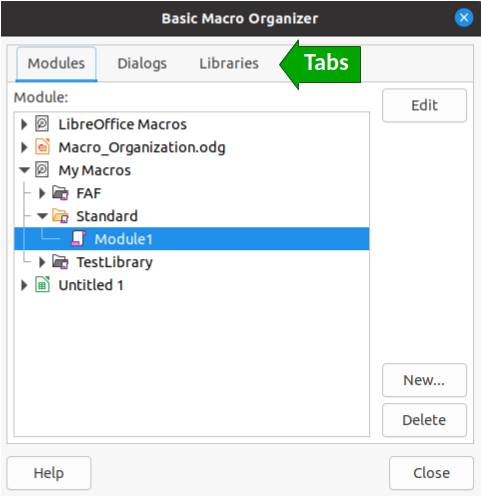 Basic Macro Organizer
Modules Dialogs Libraries Tabs
Module:
Edit
LibreOffice Macros
Macro_Organization.odg
My Macros
FAF
Standard
Module1
TestLibrary
Untitled 1
New...
Delete
Help Close